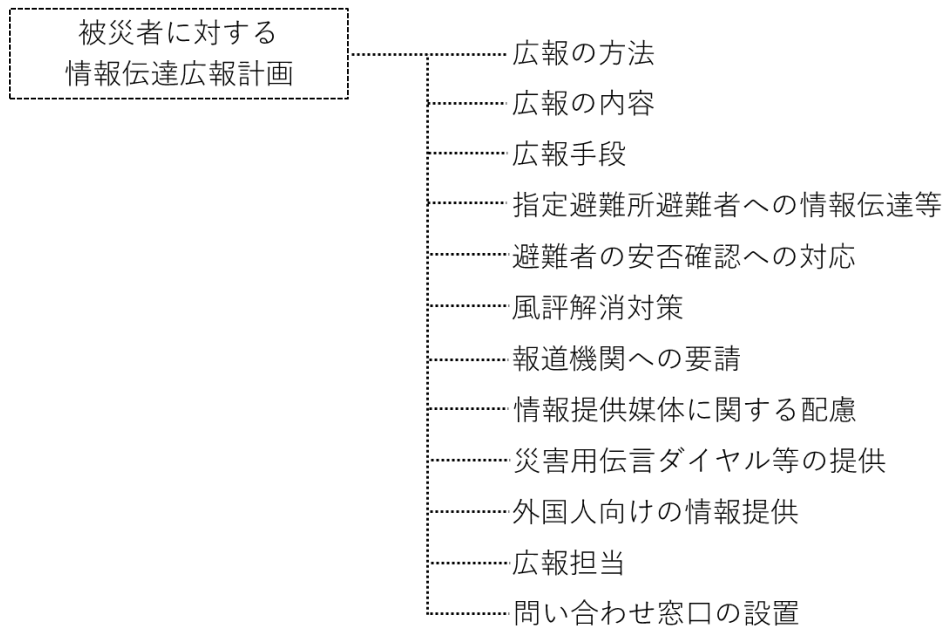 被災者に対する
情報伝達広報計画
広報の方法
広報の内容
広報手段
指定避難所避難者への情報伝達等
避難者の安否確認への対応
風評解消対策
報道機関への要請
情報提供媒体に関する配慮
災害用伝言ダイヤル等の提供
外国人向けの情報提供
広報担当
問い合わせ窓口の設置